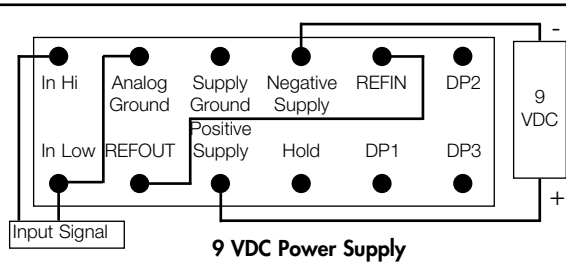 -
In Hi Analog Supply Negative REFIN DP2
Ground Ground Supply
9
VDC
Positive
In Low REFOUT Supply Hold DP1 DP3
+
Input Signal
9 VDC Power Supply